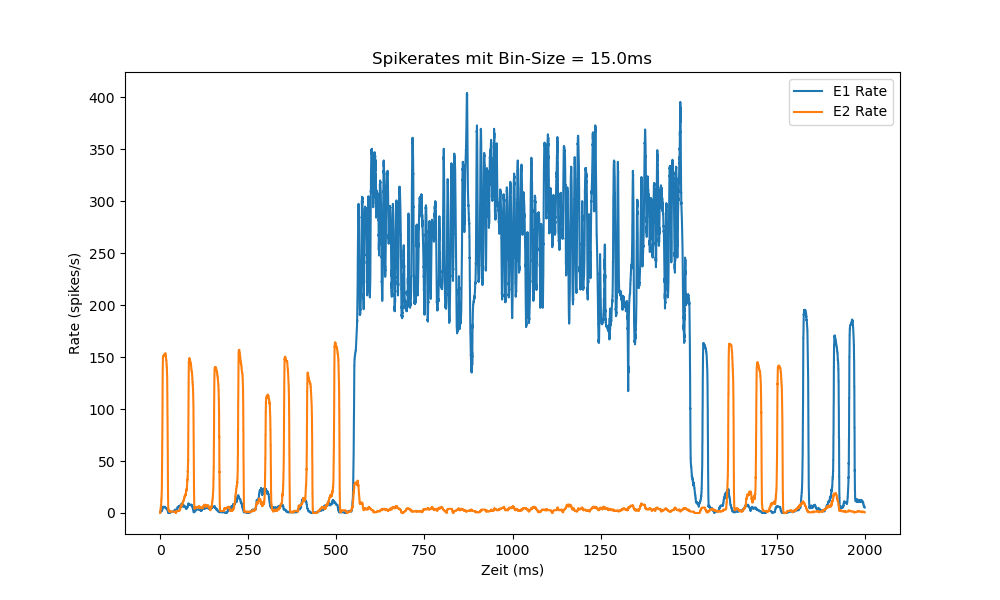 Spikerates mit Bin-Size = 15.0ms
E1 Rate
E2 Rate
400
350
300
250
200
150
100
50
0
Rate (spikes/s)
0 250 500 750 1000 1250 1500 1750 2000
Zeit (ms)